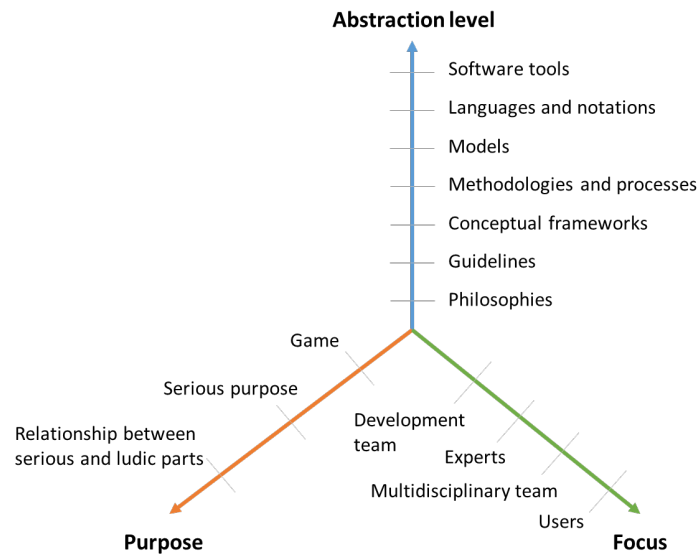 Abstraction level
Software tools
Languages and notations
Models
Methodologies and processes
Conceptual frameworks
Guidelines
Philosophies
Game
Serious purpose
Relationship between
serious and ludic parts
Purpose
Development
team
Experts
Multidisciplinary team
Users
Focus